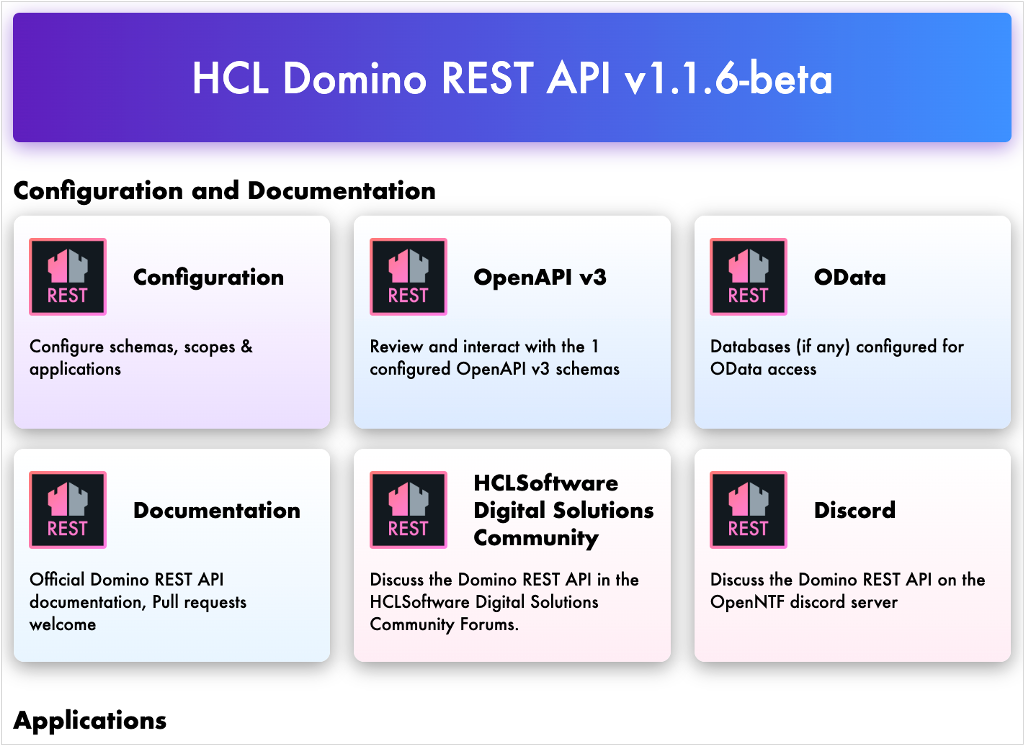 HCL Domino REST API v1.1.6-beta
Configuration and Documentation
REST
Configuration
Configure schemas, scopes &
applications
REST
OpenAPI v3
Review and interact with the 1
configured OpenAPI v3 schemas
REST
OData
Databases (if any) configured for
OData access
REST
Documentation
Official Domino REST API
documentation, Pull requests
welcome
REST
HCLSoftware
Digital Solutions
Community
Discuss the Domino REST API in the
HCLSoftware Digital Solutions
Community Forums.
REST
Discord
Discuss the Domino REST API on the
OpenNTF discord server
Applications